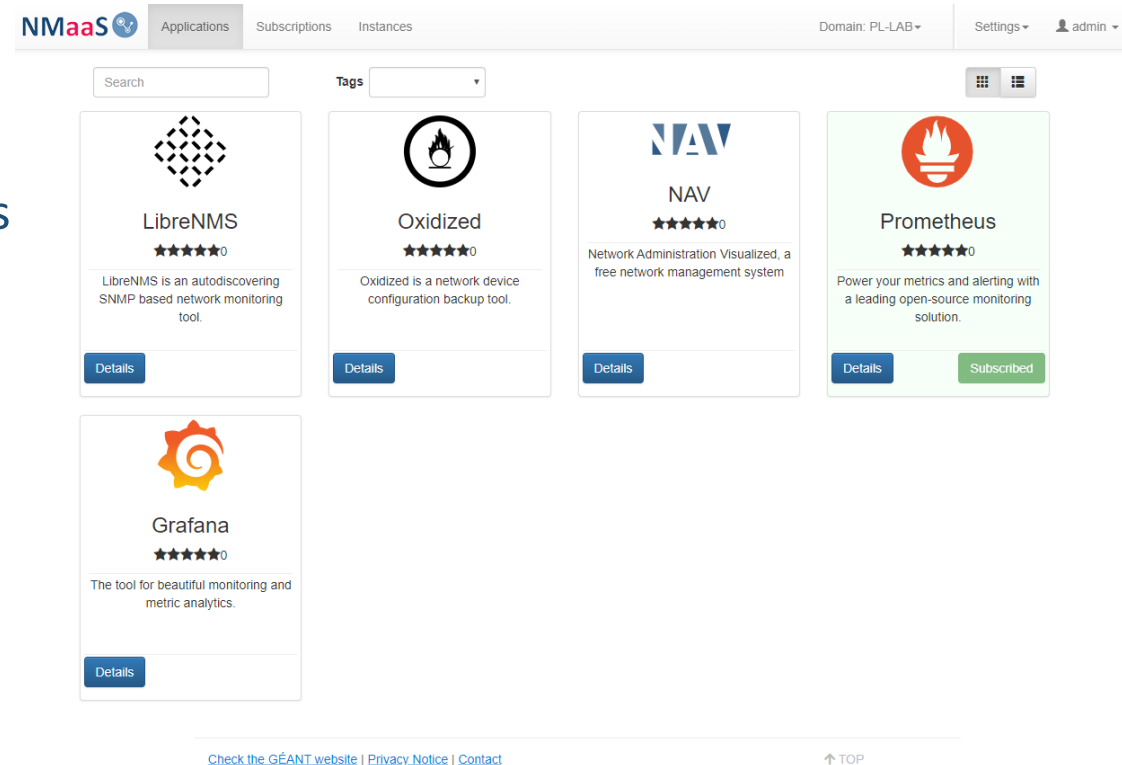 NMaaS Applications Subscriptions Instances Domain: PL-LAB Settings admin
Search Tags
s
LibreNMS
0
LibreNMS is an autodiscovering
SNMP based network monitoring
tool.
Details
Oxidized
0
Oxidized is a network device
configuration backup tool.
Details
NAV
NAV
0
Network Administration Visualized, a
free network management system
Details
Prometheus
0
Power your metrics and alerting with
a leading open-source monitoring
solution.
Details Subscribed
Grafana
0
The tool for beautiful monitoring and
metric analytics.
Details
Check the GÉANT website | Privacy Notice | Contact TOP